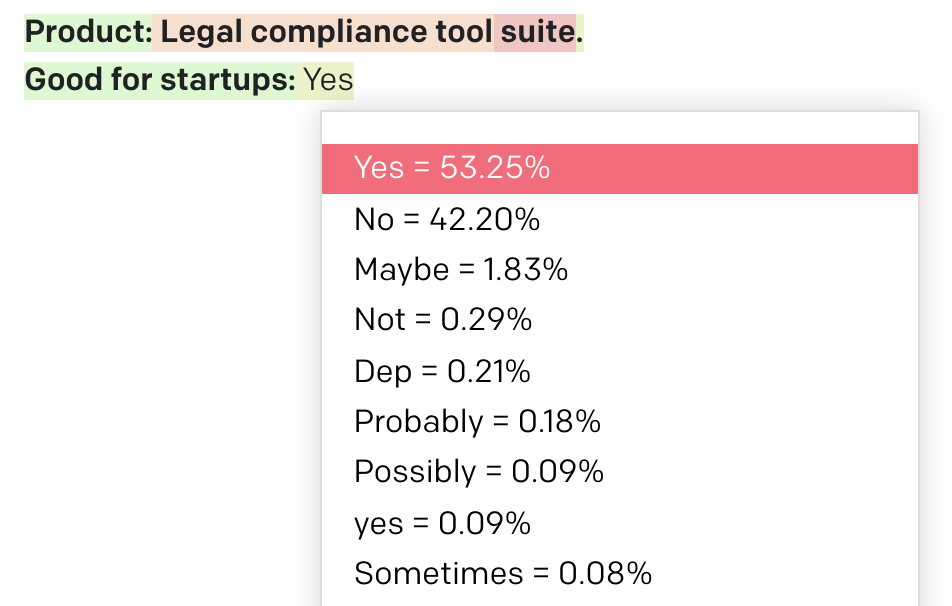 Product: Legal compliance tool suite.
Good for startups: Yes
Yes = 53.25%
No = 42.20%
Maybe = 1.83%
Not = 0.29%
Dep = 0.21%
Probably = 0.18%
Possibly = 0.09%
yes = 0.09%
Sometimes = 0.08%